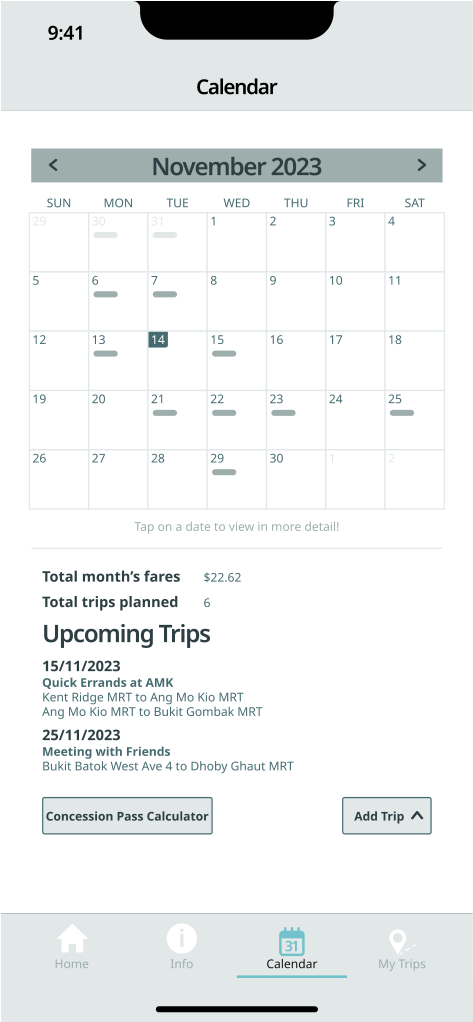 9:41
Calendar
November 2023
SUN MON TUE WED THU FRI SAT
29 30 31 1 2 3 4
5 6 7 8 9 10 11
12 13 14 15 16 17 18
19 20 21 22 23 24 25
26 27 28 29 30 1 2
Tap on a date to view in more detail!
Total month’s fares $22.62
Total trips planned 6
Upcoming Trips
15/11/2023
Quick Errands at AMK
Kent Ridge MRT to Ang Mo Kio MRT
Ang Mo Kio MRT to Bukit Gombak MRT
25/11/2023
Meeting with Friends
Bukit Batok West Ave 4 to Dhoby Ghaut MRT
Concession Pass Calculator Add Trip
31
Home Info Calendar My Trips